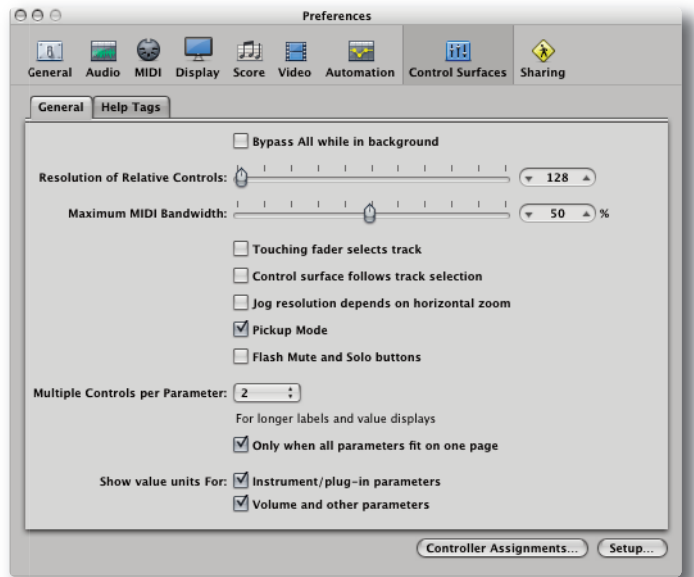 Preferences
General Audio MIDI Display Score Video Automation Control Surfaces Sharing
General Help Tags
Bypass All while in background
Resolution of Relative Controls: 128
Maximum MIDI Bandwidth: 50 %
Touching fader selects track
Control surface follows track selection
Jog resolution depends on horizontal zoom
Pickup Mode
Flash Mute and Solo buttons
Multiple Controls per Parameter: 2
For longer labels and value displays
Only when all parameters fit on one page
Show value units For: Instrument/plug-in parameters
Volume and other parameters
Controller Assignments... Setup...